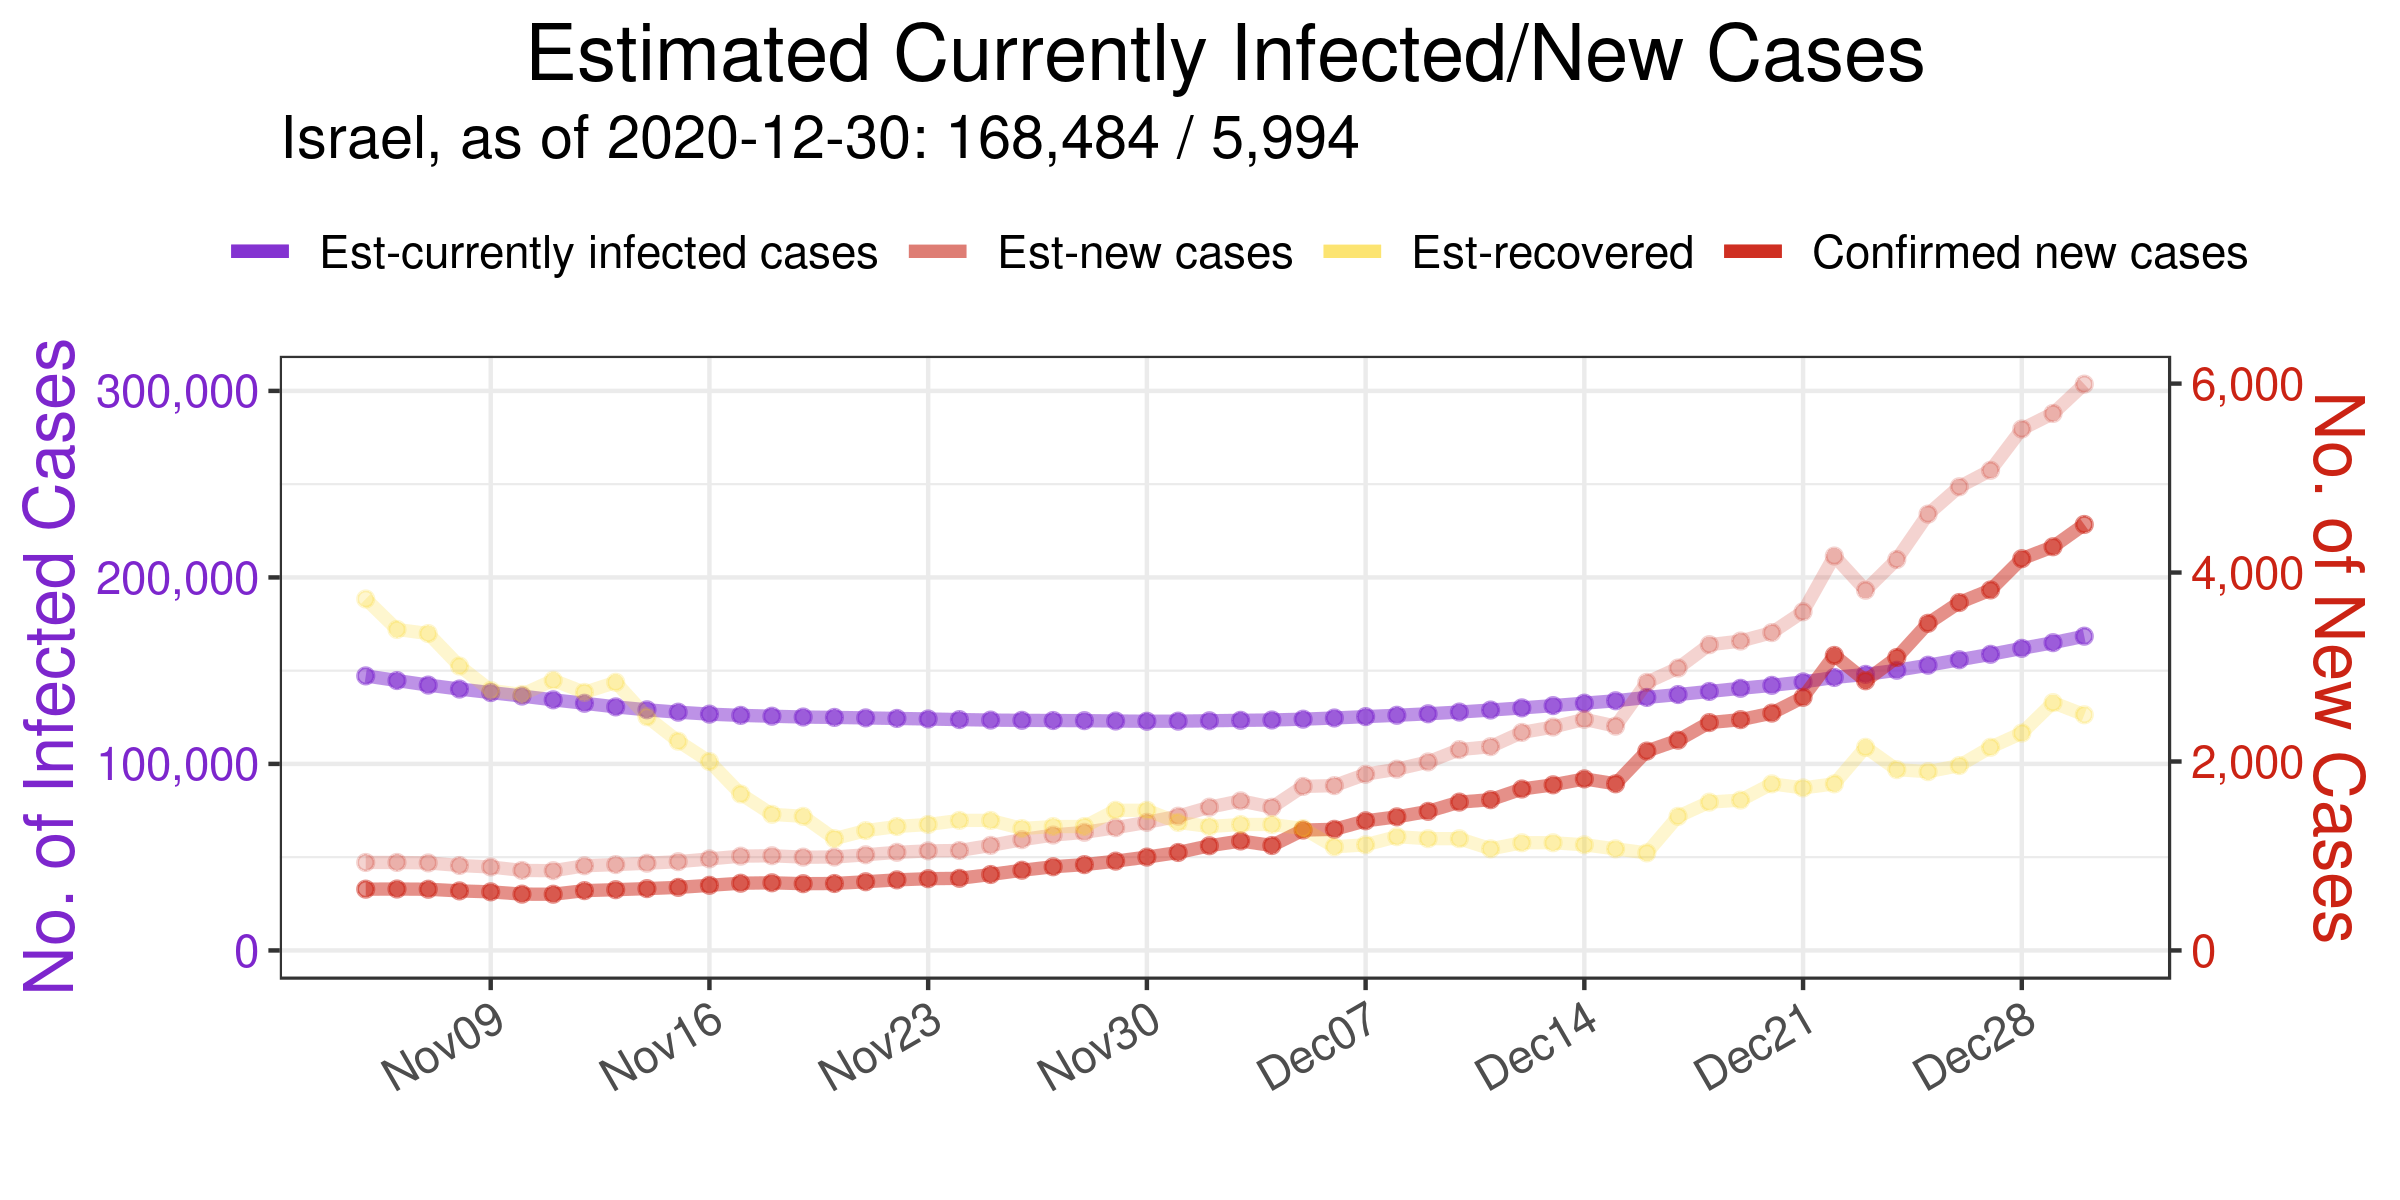 Estimated Currently Infected/New Cases
Israel, as of 2020-12-30: 168,484 / 5,994
Est-currently infected cases Est-new cases Est-recovered Confirmed new cases
No. of Infected Cases
300,000
200,000
100,000
0
6,000
4,000
2,000
0
No. of New Cases
Nov09 Nov16 Nov23 Nov30 Dec07 Dec14 Dec21 Dec28